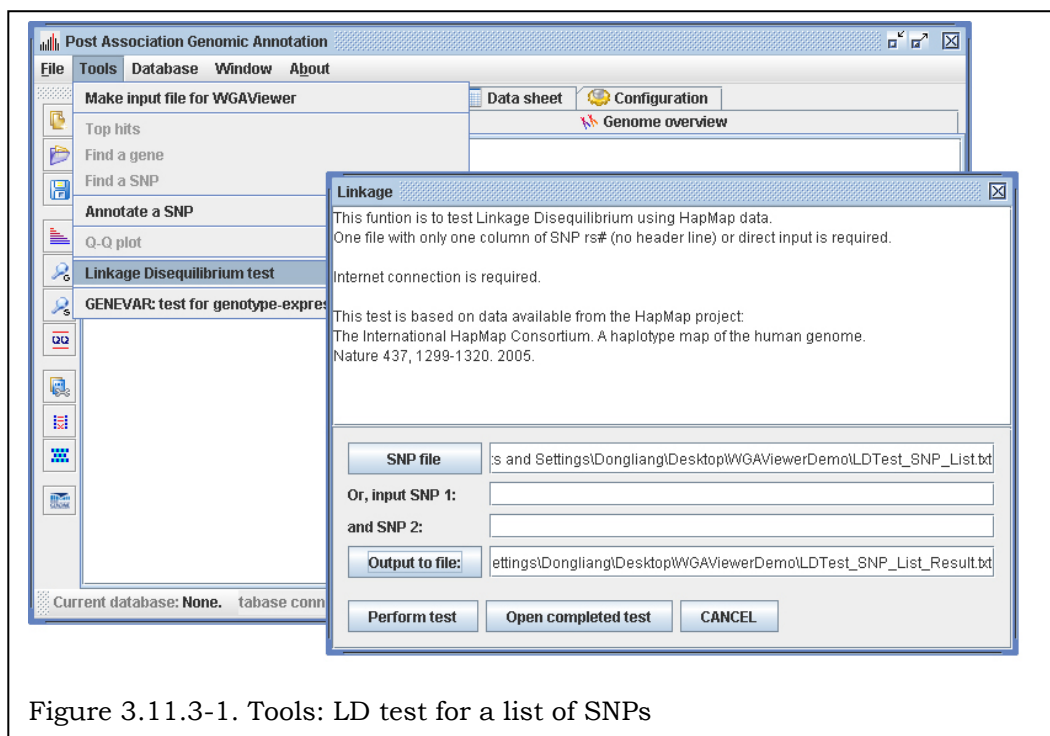 Post Association Genomic Annotation
File Tools Database Window About
Make input file for WGAViewer
Top hits
Find a gene
Find a SNP
Annotate a SNP
Q-Q plot
Linkage Disequilibrium test
GENEVAR: test for genotype-expres
Data sheet Configuration
Genome overview
G
S
QQ
Current database: None. tabase conn
Linkage
This funtion is to test Linkage Disequilibrium using HapMap data.
One file with only one column of SNP rs# (no header line) or direct input is required.
Internet connection is required.
This test is based on data available from the HapMap project:
The International HapMap Consortium. A haplotype map of the human genome.
Nature 437, 1299-1320. 2005.
SNP file :s and Settings\Dongliang\Desktop\WGAViewerDemo\LDTest_SNP_List.txt
Or, input SNP 1:
and SNP 2:
Output to file: ettings\Dongliang\Desktop\WGAViewerDemo\LDTest_SNP_List_Result.txt
Perform test Open completed test CANCEL
Figure 3.11.3-1. Tools: LD test for a list of SNPs